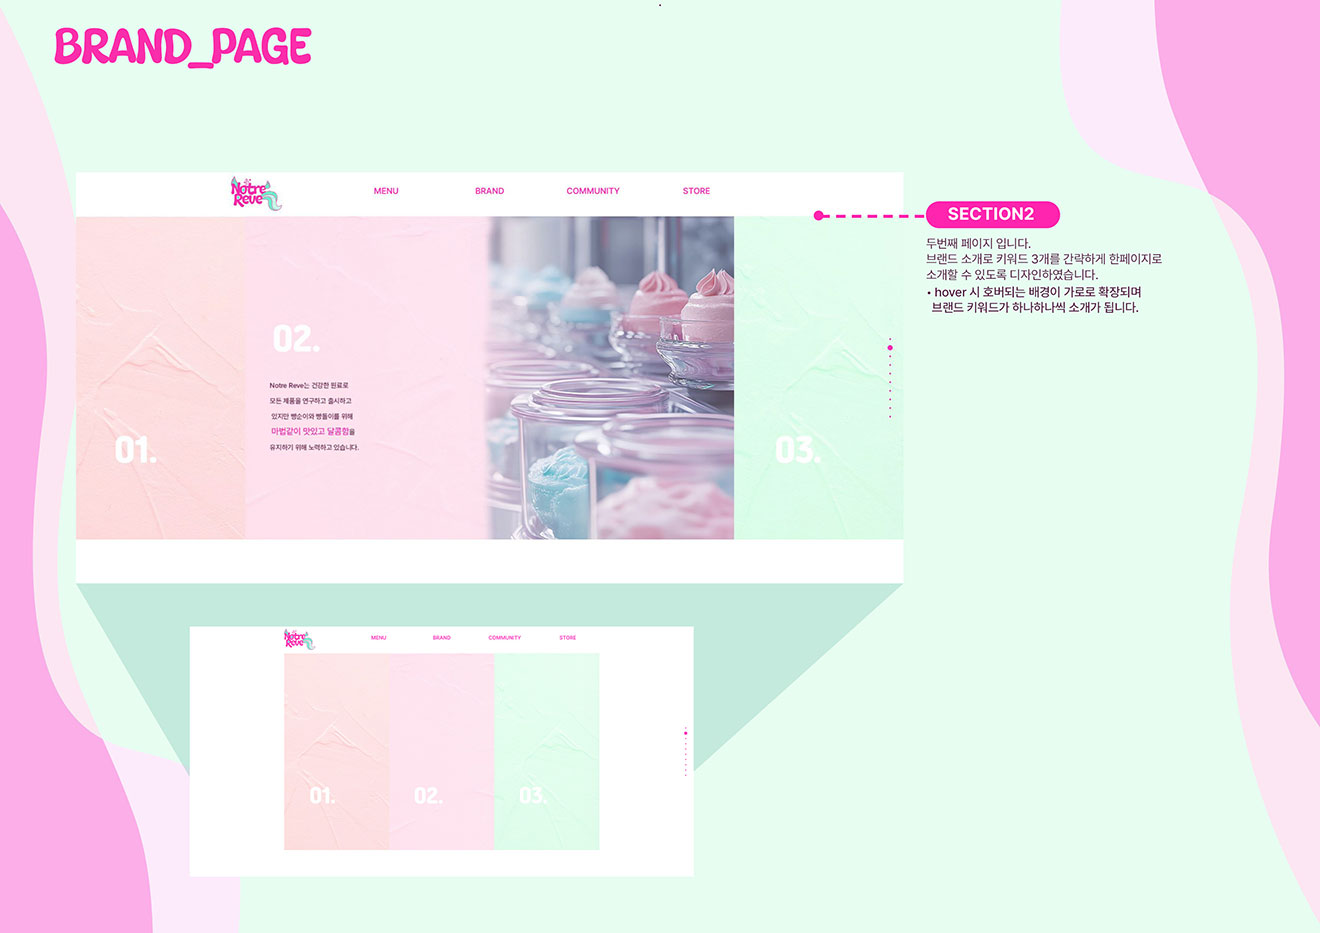 BRAND_PAGE
Notre
Reve
MENU
BRAND
COMMUNITY
STORE
SECTION2
두번째 페이지 입니다.
브랜드 소개로 키워드 3개를 간략하게 한페이지로
소개할 수 있도록 디자인하였습니다.
• hover 시 호버되는 배경이 가로로 확장되며
브랜드 키워드가 하나하나씩 소개가 됩니다.
01.
02.
Notre Reve는 건강한 원료로
모든 제품을 연구하고 출시하고
있지만 빵순이와 빵돌이를 위해
마법같이 맛있고 달콤함을
유지하기 위해 노력하고 있습니다.
03.
Notre
Reve
MENU
BRAND
COMMUNITY
STORE
01.
02.
03.